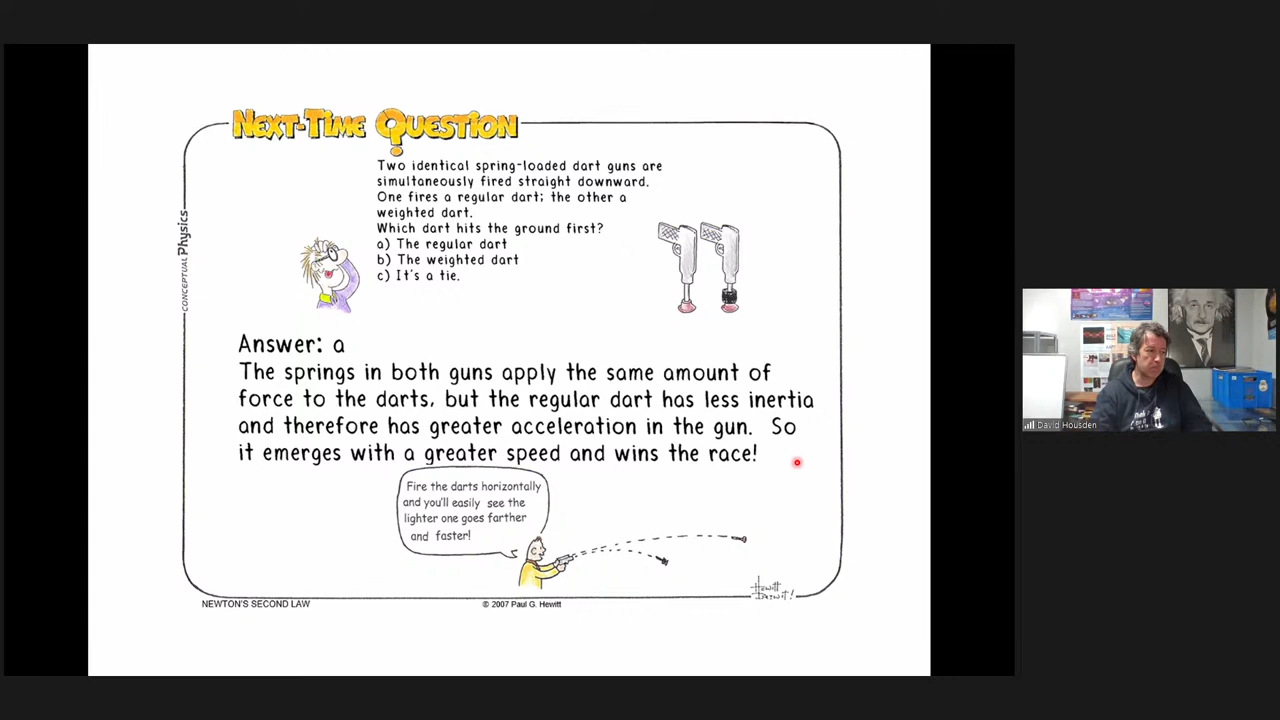 NEXT-TIME QUESTION
CONCEPTUAL Physics
Two identical spring-loaded dart guns are
simultaneously fired straight downward.
One fires a regular dart; the other a
weighted dart.
Which dart hits the ground first?
a) The regular dart
b) The weighted dart
c) It's a tie.
Answer: a
The springs in both guns apply the same amount of
force to the darts, but the regular dart has less inertia
and therefore has greater acceleration in the gun. So
it emerges with a greater speed and wins the race!
Fire the darts horizontally
and you'll easily see the
lighter one goes farther
and faster!
Hewitt
Drewit!
NEWTON'S SECOND LAW
© 2007 Paul G. Hewitt
David Housden